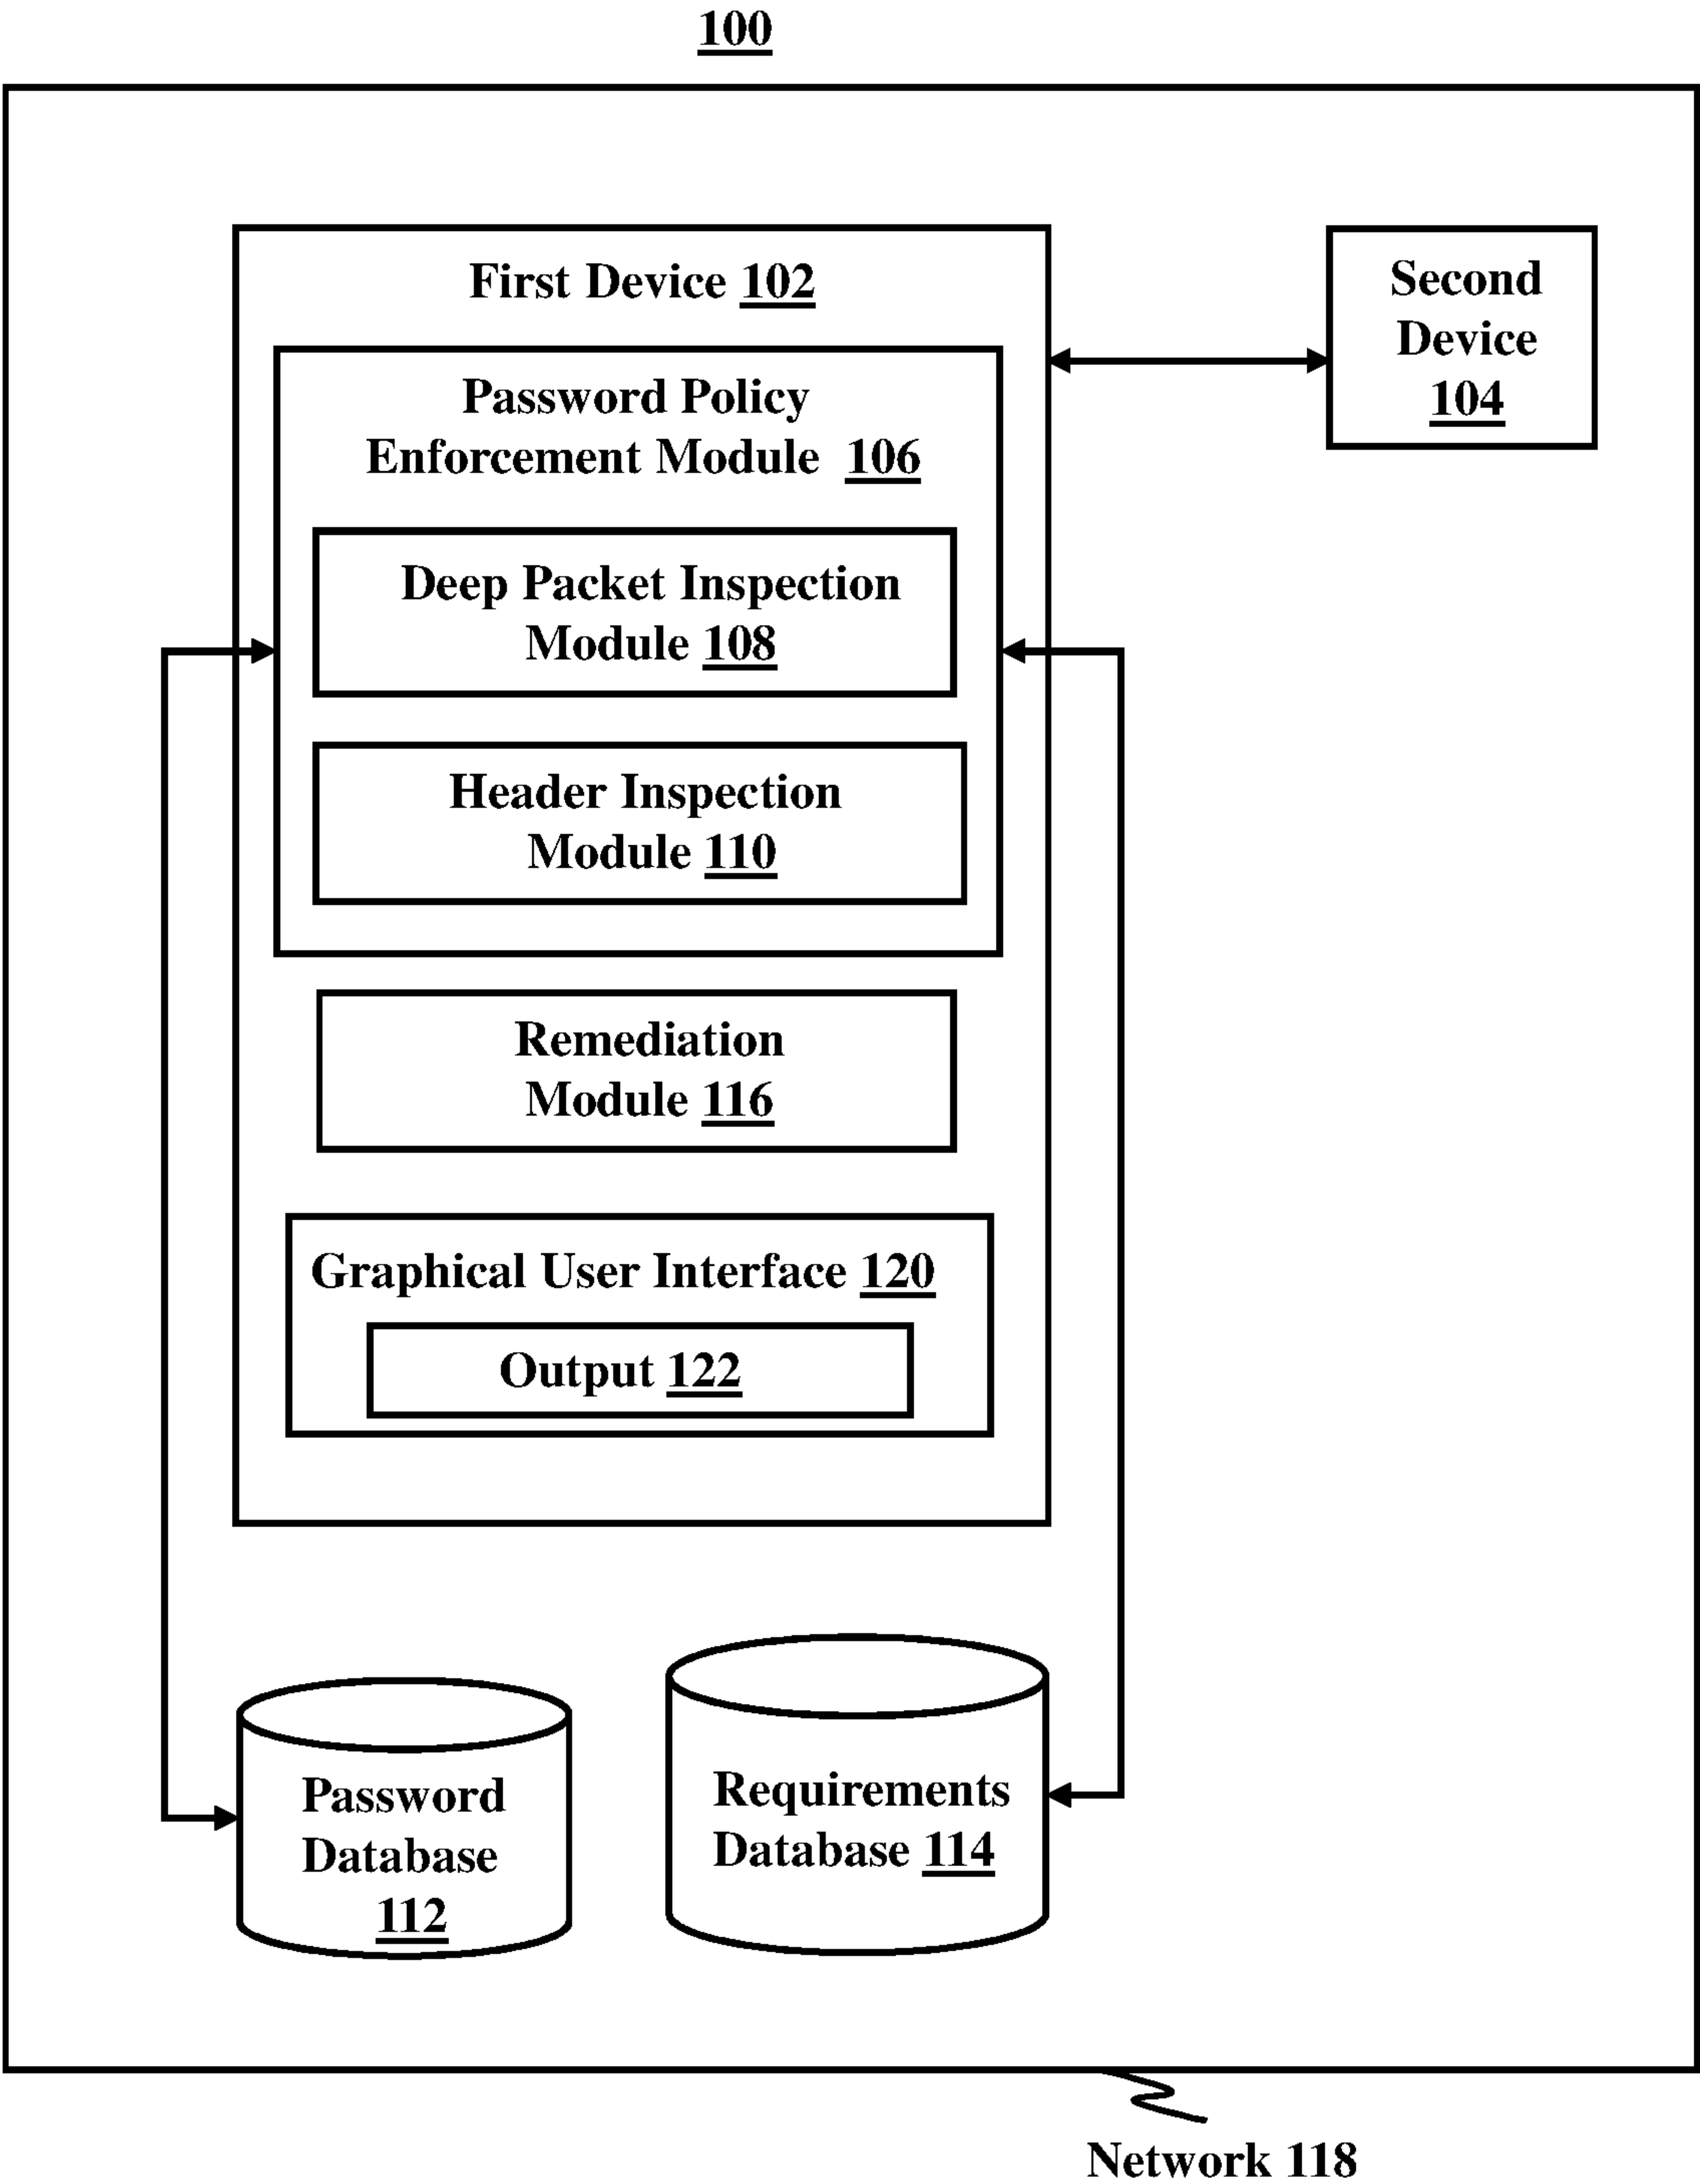 100
First Device 102
Second
Device
104
Password Policy
Enforcement Module 106
Deep Packet Inspection
Module 108
Header Inspection
Module 110
Remediation
Module 116
Graphical User Interface 120
Output 122
Password
Database
112
Requirements
Database 114
Network 118